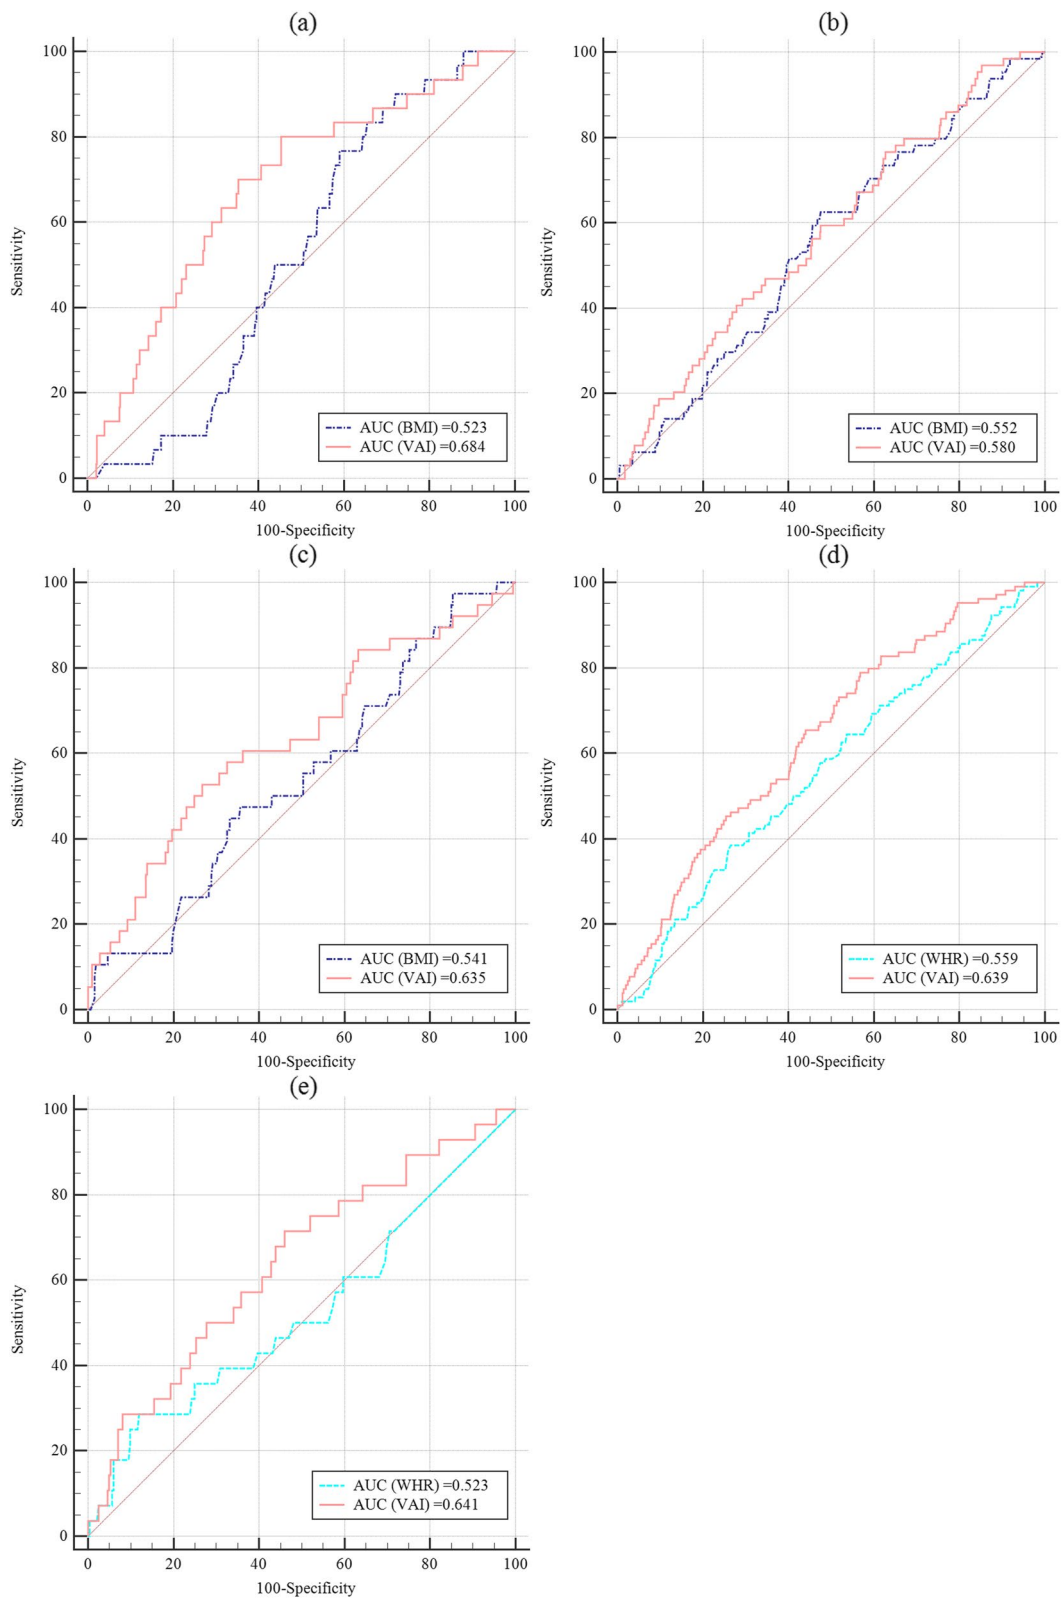 (a)
100
80
60
40
20
0
Sensitivity
0 20 40 60 80 100
100-Specificity
AUC (BMI) =0.523
AUC (VAI) =0.684
(b)
100
80
60
40
20
0
Sensitivity
0 20 40 60 80 100
100-Specificity
AUC (BMI) =0.552
AUC (VAI) =0.580
(c)
100
80
60
40
20
0
Sensitivity
0 20 40 60 80 100
100-Specificity
AUC (BMI) =0.541
AUC (VAI) =0.635
(d)
100
80
60
40
20
0
Sensitivity
0 20 40 60 80 100
100-Specificity
AUC (WHR) =0.559
AUC (VAI) =0.639
(e)
100
80
60
40
20
0
Sensitivity
0 20 40 60 80 100
100-Specificity
AUC (WHR) =0.523
AUC (VAI) =0.641